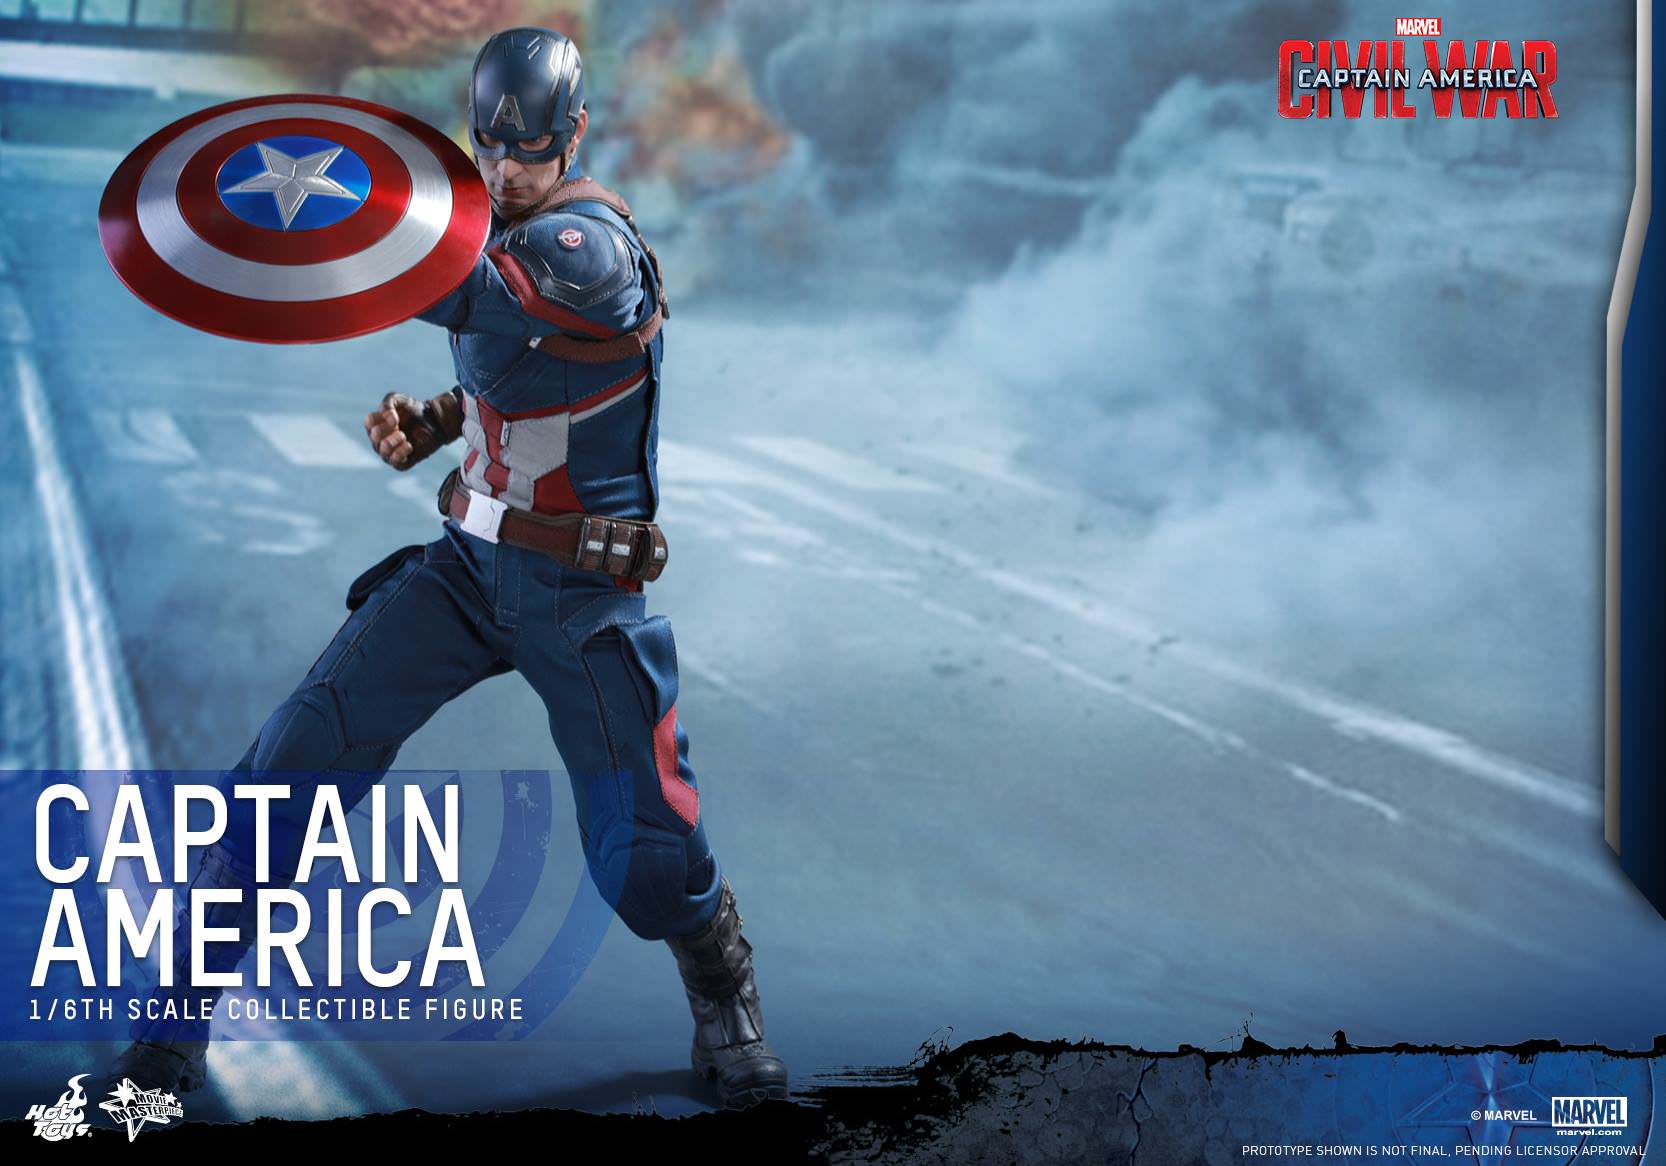 MARVEL
CIVIL WAR
CAPTAIN AMERICA
A
CAPTAIN
AMERICA
1/6TH SCALE COLLECTIBLE FIGURE
HOT TOYS.
MOVIE MASTERPIECE
© MARVEL
MARVEL
marvel.com
PROTOTYPE SHOWN IS NOT FINAL, PENDING LICENSOR APPROVAL